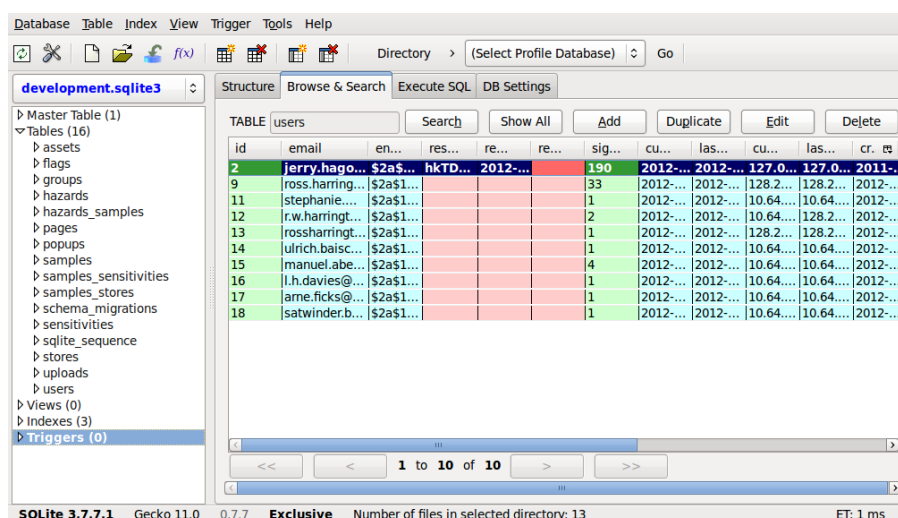 Database Table Index View Trigger Tools Help
f(x) Directory > (Select Profile Database) Go
development.sqlite3 Structure Browse & Search Execute SQL DB Settings
Master Table (1)
Tables (16)
assets
flags
groups
hazards
hazards_samples
pages
popups
samples
samples_sensitivities
samples_stores
schema_migrations
sensitivities
sqlite_sequence
stores
uploads
users
Views (0)
Indexes (3)
Triggers (0)
TABLE users Search Show All Add Duplicate Edit Delete
id email en... res... re... re... sig... cu... las... cu... las... cr.
2 jerry.hago... $2a$... hkTD... 2012-... 190 2012-... 2012-... 127.0... 127.0... 2011-...
9 ross.harring... $2a$1... 33 2012-... 2012-... 128.2... 128.2... 2012-...
11 stephanie.... $2a$1... 1 2012-... 2012-... 10.64.... 10.64.... 2012-...
12 r.w.harringt... $2a$1... 2 2012-... 2012-... 10.64.... 128.2... 2012-...
13 rossharringt... $2a$1... 1 2012-... 2012-... 128.2... 128.2... 2012-...
14 ulrich.baisc... $2a$1... 1 2012-... 2012-... 10.64.... 10.64.... 2012-...
15 manuel.abe... $2a$1... 4 2012-... 2012-... 10.64.... 10.64.... 2012-...
16 l.h.davies@... $2a$1... 1 2012-... 2012-... 10.64.... 10.64.... 2012-...
17 arne.ficks@... $2a$1... 1 2012-... 2012-... 10.64.... 10.64.... 2012-...
18 satwinder.b... $2a$1... 1 2012-... 2012-... 10.64.... 10.64.... 2012-...
<< < 1 to 10 of 10 > >>
SQLite 3.7.7.1 Gecko 11.0 0.7.7 Exclusive Number of files in selected directory: 13 ET: 1 ms